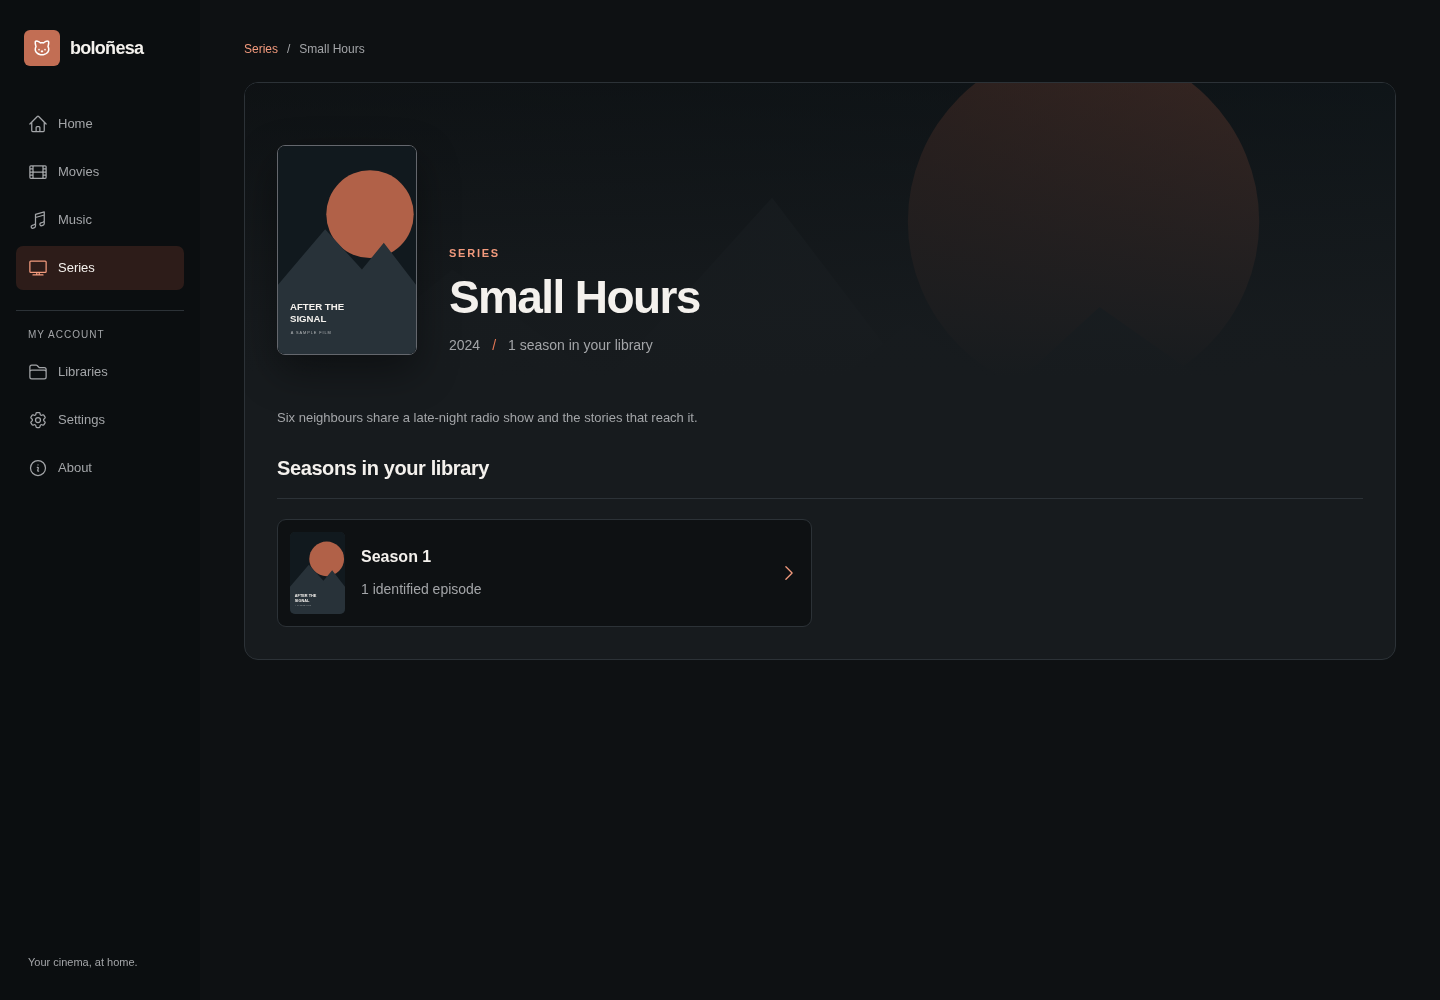 boloñesa
Home
Movies
Music
Series
MY ACCOUNT
Libraries
Settings
About
Your cinema, at home.
Series / Small Hours
AFTER THE
SIGNAL
A SAMPLE FILM
SERIES
Small Hours
2024 / 1 season in your library
Six neighbours share a late-night radio show and the stories that reach it.
Seasons in your library
AFTER THE
SIGNAL
Season 1
1 identified episode